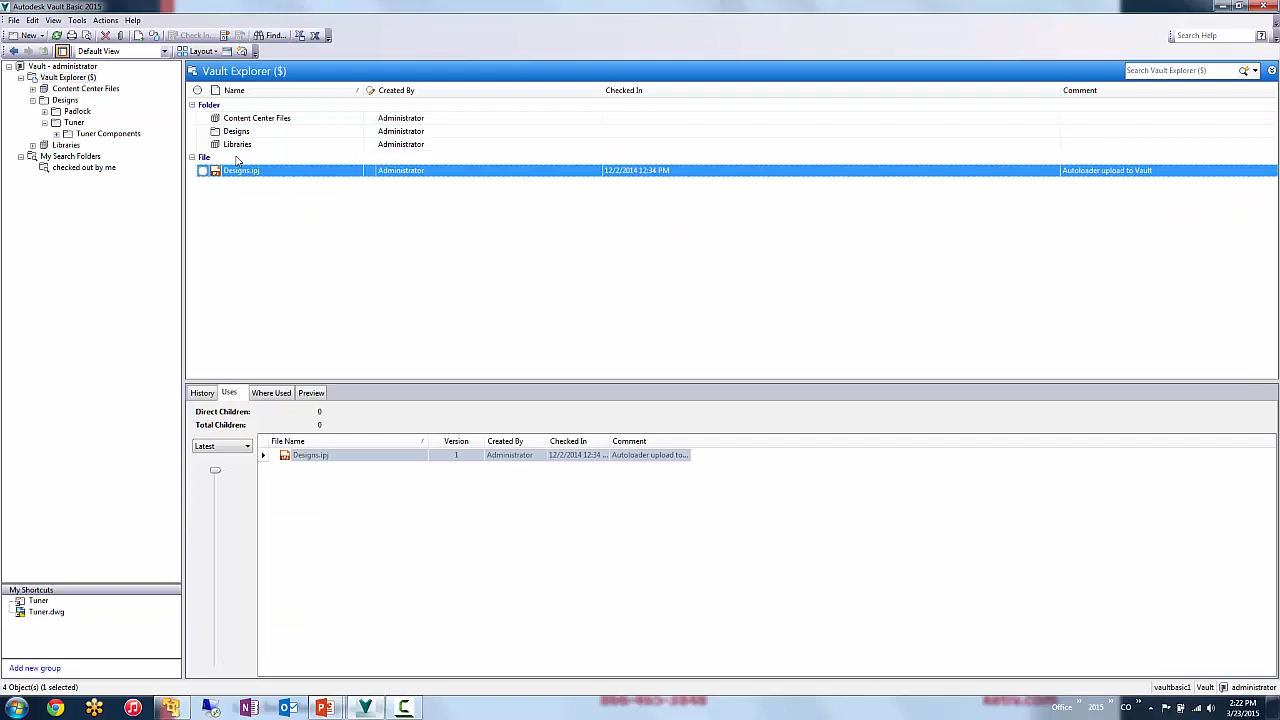 Autodesk Vault Basic 2015
File Edit View Tools Actions Help
New Check In... Find... Search Help
Default View Layout
Vault - administrator
Vault Explorer ($)
Content Center Files
Designs
Padlock
Tuner
Tuner Components
Libraries
My Search Folders
checked out by me
Vault Explorer ($) Search Vault Explorer ($)
Name Created By Checked In Comment
Folder
Content Center Files Administrator
Designs Administrator
Libraries Administrator
File
Designs.ipj Administrator 12/2/2014 12:34 PM Autoloader upload to Vault
History Uses Where Used Preview
Direct Children: 0
Total Children: 0
Latest
File Name Version Created By Checked In Comment
Designs.ipj 1 Administrator 12/2/2014 12:34 ... Autoloader upload to...
My Shortcuts
Tuner
Tuner.dwg
Add new group
4 Object(s) (1 selected) vaultbasic1 Vault administrator
Office 2015 CO 2:22 PM
3/23/2015